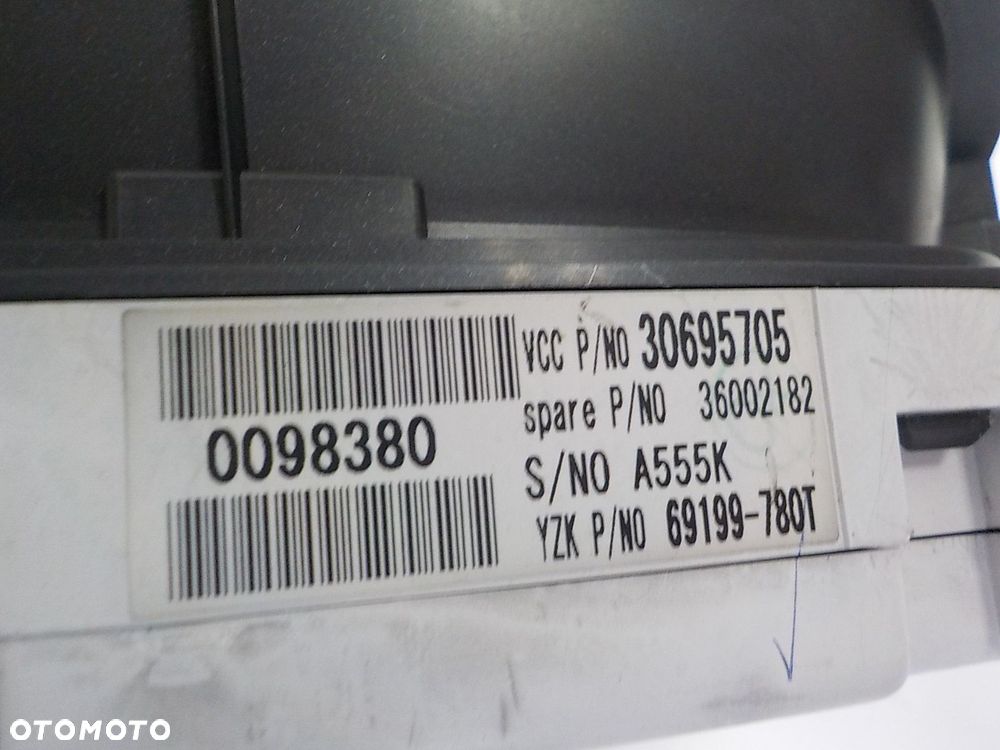 VCC P/NO 30695705
spare P/NO 36002182
0098380
S/NO A555K
YZK P/NO 69199-780T
OTOMOTO